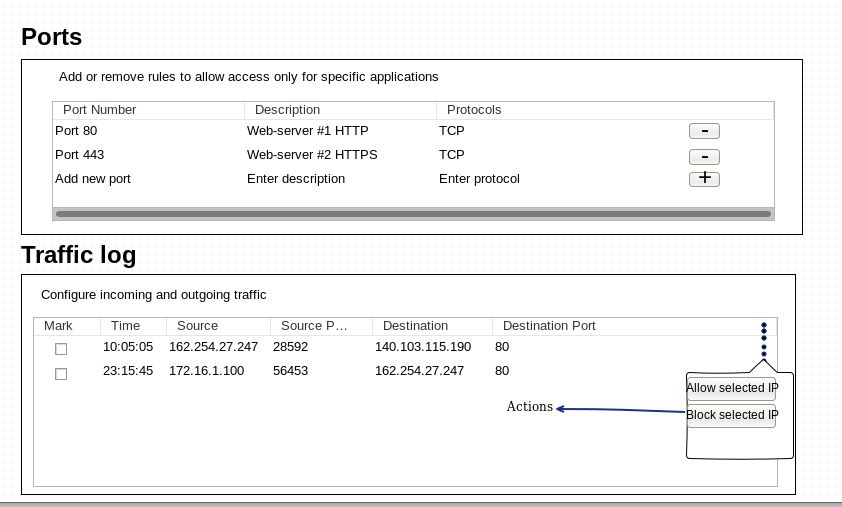 Ports
Add or remove rules to allow access only for specific applications
Port Number Description Protocols
Port 80 Web-server #1 HTTP TCP -
Port 443 Web-server #2 HTTPS TCP -
Add new port Enter description Enter protocol +
Traffic log
Configure incoming and outgoing traffic
Mark Time Source Source P... Destination Destination Port
10:05:05 162.254.27.247 28592 140.103.115.190 80
23:15:45 172.16.1.100 56453 162.254.27.247 80
Allow selected IP
Actions
Block selected IP